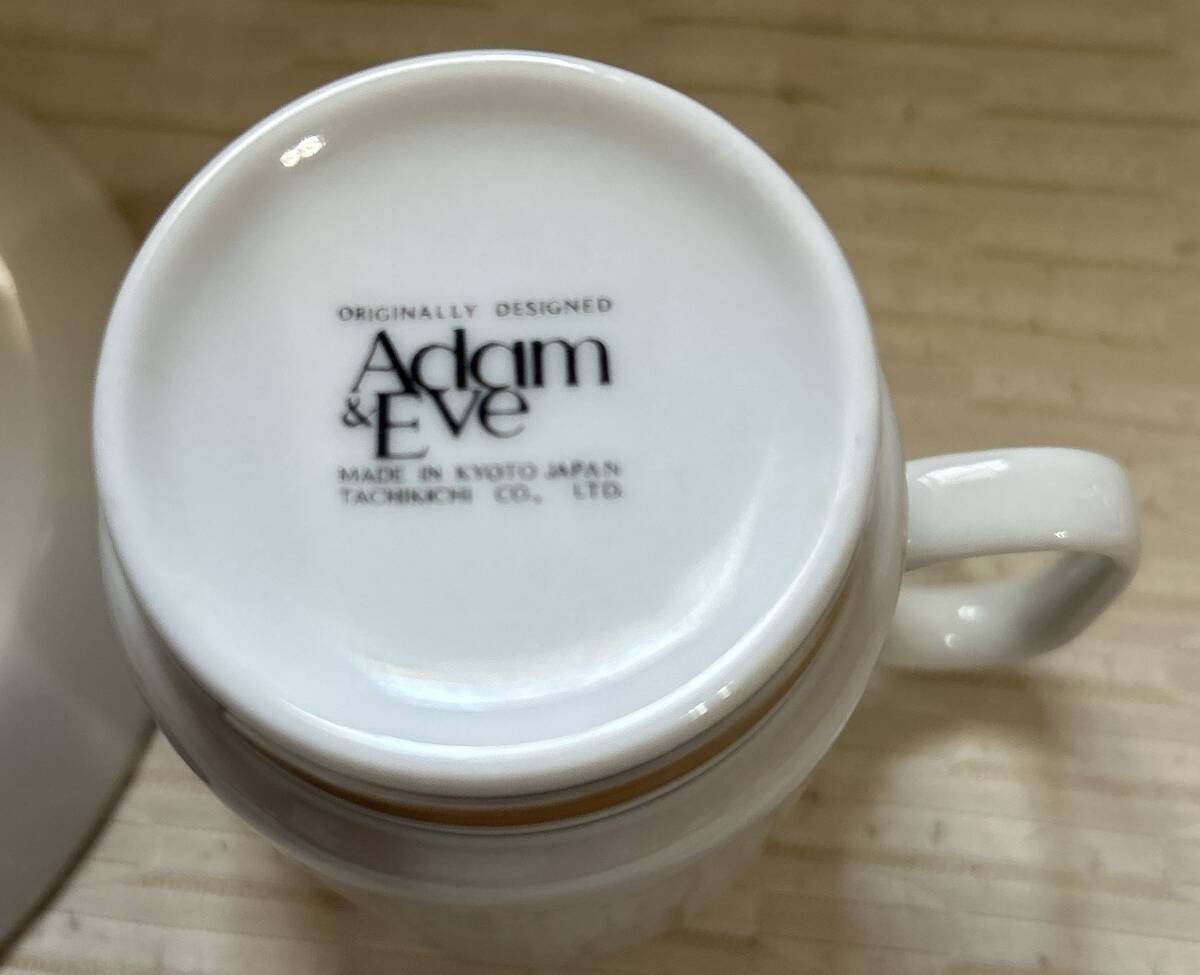 ORIGINALLY DESIGNED
Adam
& Eve
MADE IN KYOTO JAPAN
TACHIKICHI CO., LTD.